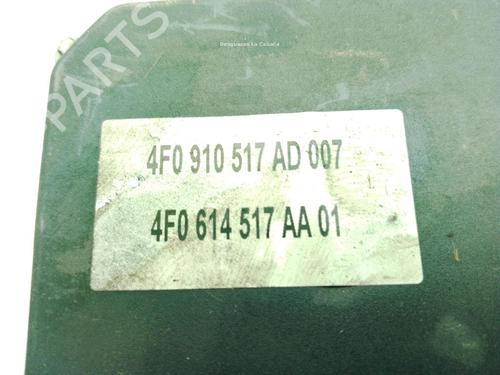 Desguaces La Cabaña
PARTS
4F0 910 517 AD 007
4F0 614 517 AA 01